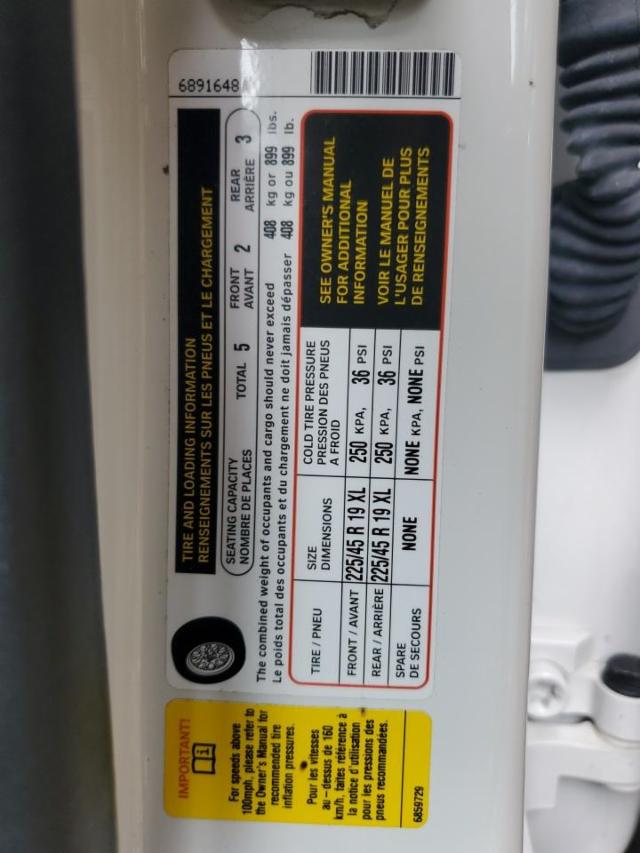 6891648
TIRE AND LOADING INFORMATION
RENSEIGNEMENTS SUR LES PNEUS ET LE CHARGEMENT
SEATING CAPACITY
NOMBRE DE PLACES
TOTAL 5
FRONT
AVANT 2
REAR
ARRIÈRE 3
The combined weight of occupants and cargo should never exceed 408 kg or 899 lbs.
Le poids total des occupants et du chargement ne doit jamais dépasser 408 kg ou 899 lb.
TIRE / PNEU
SIZE
DIMENSIONS
COLD TIRE PRESSURE
PRESSION DES PNEUS
A FROID
FRONT / AVANT 225/45 R 19 XL 250 KPA, 36 PSI
REAR / ARRIÈRE 225/45 R 19 XL 250 KPA, 36 PSI
SPARE
DE SECOURS
NONE NONE KPA, NONE PSI
SEE OWNER'S MANUAL
FOR ADDITIONAL
INFORMATION
VOIR LE MANUEL DE
L'USAGER POUR PLUS
DE RENSEIGNEMENTS
IMPORTANT!
For speeds above
100mph, please refer to
the Owner's Manual for
recommended tire
inflation pressures.
Pour les vitesses
au-dessus de 160
km/h, faites référence à
la notice d'utilisation
pour les pressions des
pneus recommandées.
6859729